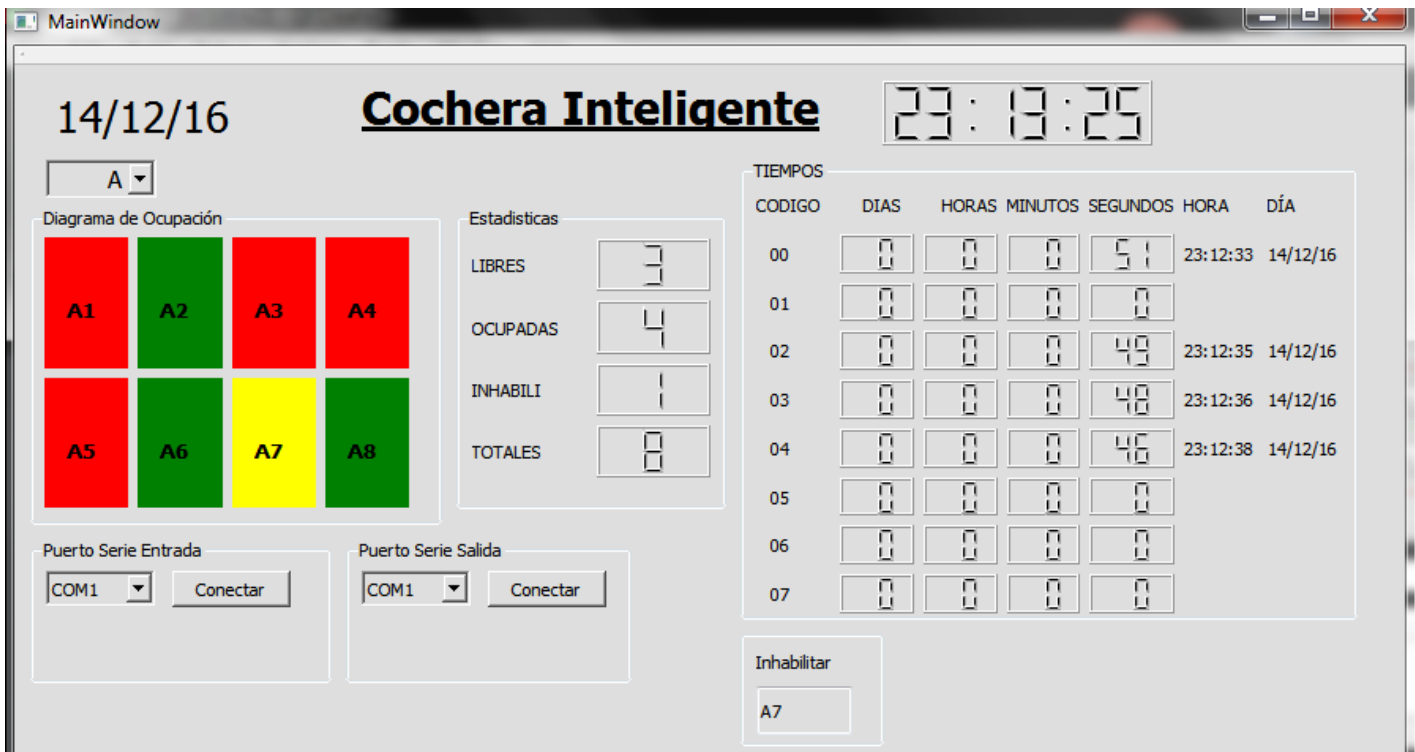 MainWindow
14/12/16
Cochera Inteligente
23:13:25
A
Diagrama de Ocupación
A1 A2 A3 A4
A5 A6 A7 A8
Estadisticas
LIBRES 3
OCUPADAS 4
INHABILI 1
TOTALES 8
TIEMPOS
CODIGO DIAS HORAS MINUTOS SEGUNDOS HORA DÍA
00 0 0 0 51 23:12:33 14/12/16
01 0 0 0 0
02 0 0 0 49 23:12:35 14/12/16
03 0 0 0 48 23:12:36 14/12/16
04 0 0 0 46 23:12:38 14/12/16
05 0 0 0 0
06 0 0 0 0
07 0 0 0 0
Puerto Serie Entrada
COM1 Conectar
Puerto Serie Salida
COM1 Conectar
Inhabilitar
A7